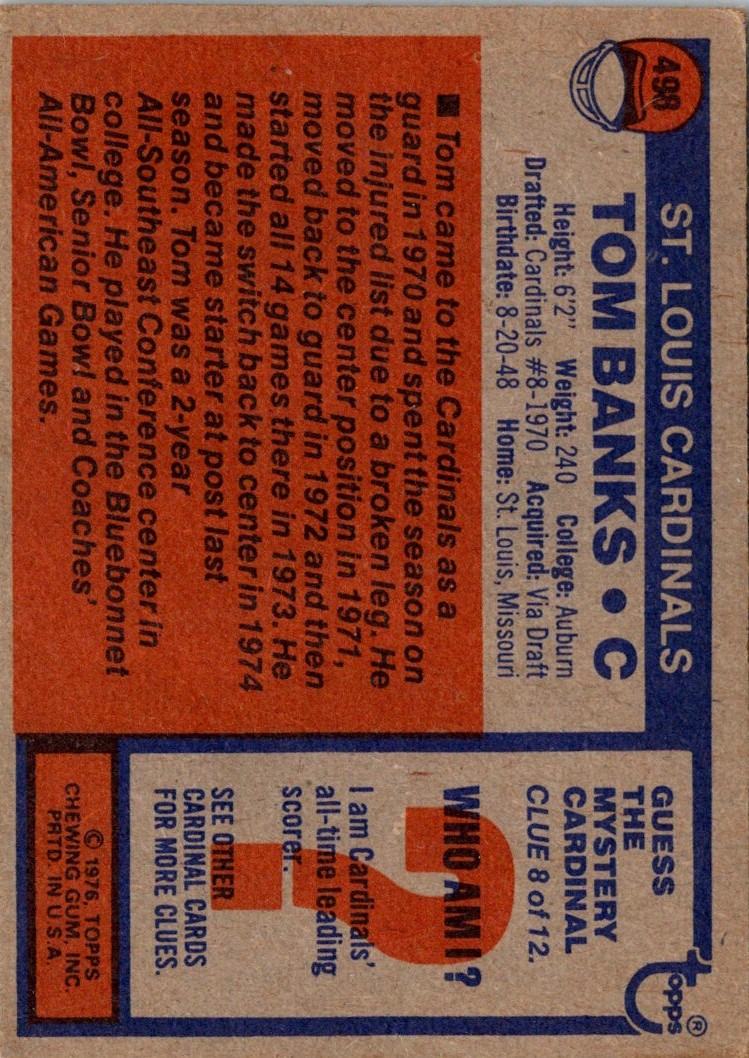 498
ST. LOUIS CARDINALS
TOM BANKS • C
Height: 6'2" Weight: 240 College: Auburn
Drafted: Cardinals #8-1970 Acquired: Via Draft
Birthdate: 8-20-48 Home: St. Louis, Missouri
■ Tom came to the Cardinals as a
guard in 1970 and spent the season on
the injured list due to a broken leg. He
moved to the center position in 1971,
moved back to guard in 1972 and then
started all 14 games there in 1973. He
made the switch back to center in 1974
and became starter at post last
season. Tom was a 2-year
All-Southeast Conference center in
college. He played in the Bluebonnet
Bowl, Senior Bowl and Coaches'
All-American Games.
topps®
GUESS
THE
MYSTERY
CARDINAL
CLUE 8 of 12.
?
WHO AM I?
I am Cardinals'
all-time leading
scorer.
SEE OTHER
CARDINAL CARDS
FOR MORE CLUES.
© 1976, TOPPS
CHEWING GUM, INC.
PRTD. IN U.S.A.